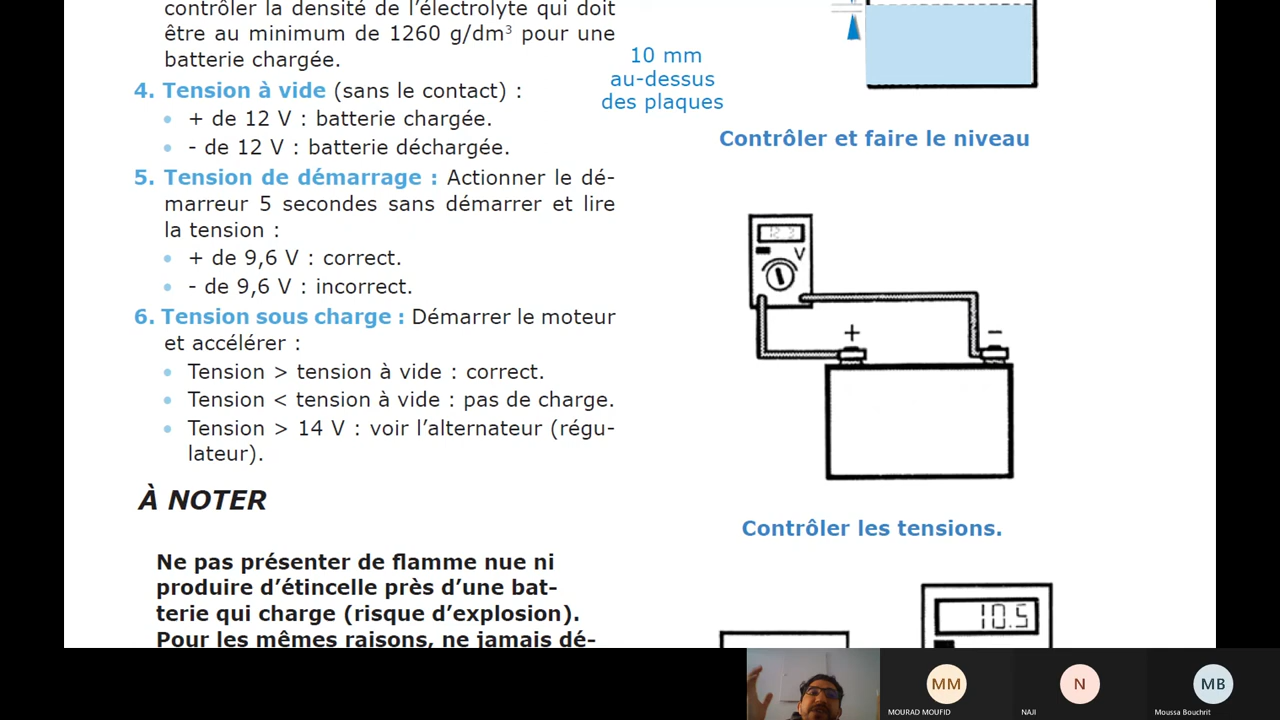 contrôler la densité de l'électrolyte qui doit
être au minimum de 1260 g/dm³ pour une
batterie chargée.
4. Tension à vide (sans le contact) :
• + de 12 V : batterie chargée.
• - de 12 V : batterie déchargée.
5. Tension de démarrage : Actionner le dé-
marreur 5 secondes sans démarrer et lire
la tension :
• + de 9,6 V : correct.
• - de 9,6 V : incorrect.
6. Tension sous charge : Démarrer le moteur
et accélérer :
• Tension > tension à vide : correct.
• Tension < tension à vide : pas de charge.
• Tension > 14 V : voir l'alternateur (régu-
lateur).
À NOTER
Ne pas présenter de flamme nue ni
produire d'étincelle près d'une bat-
terie qui charge (risque d'explosion).
Pour les mêmes raisons, ne jamais dé-
10 mm
au-dessus
des plaques
Contrôler et faire le niveau
V
+ −
Contrôler les tensions.
10.5
MM
MOURAD MOUFID
N
NAJI
MB
Moussa Bouchrit